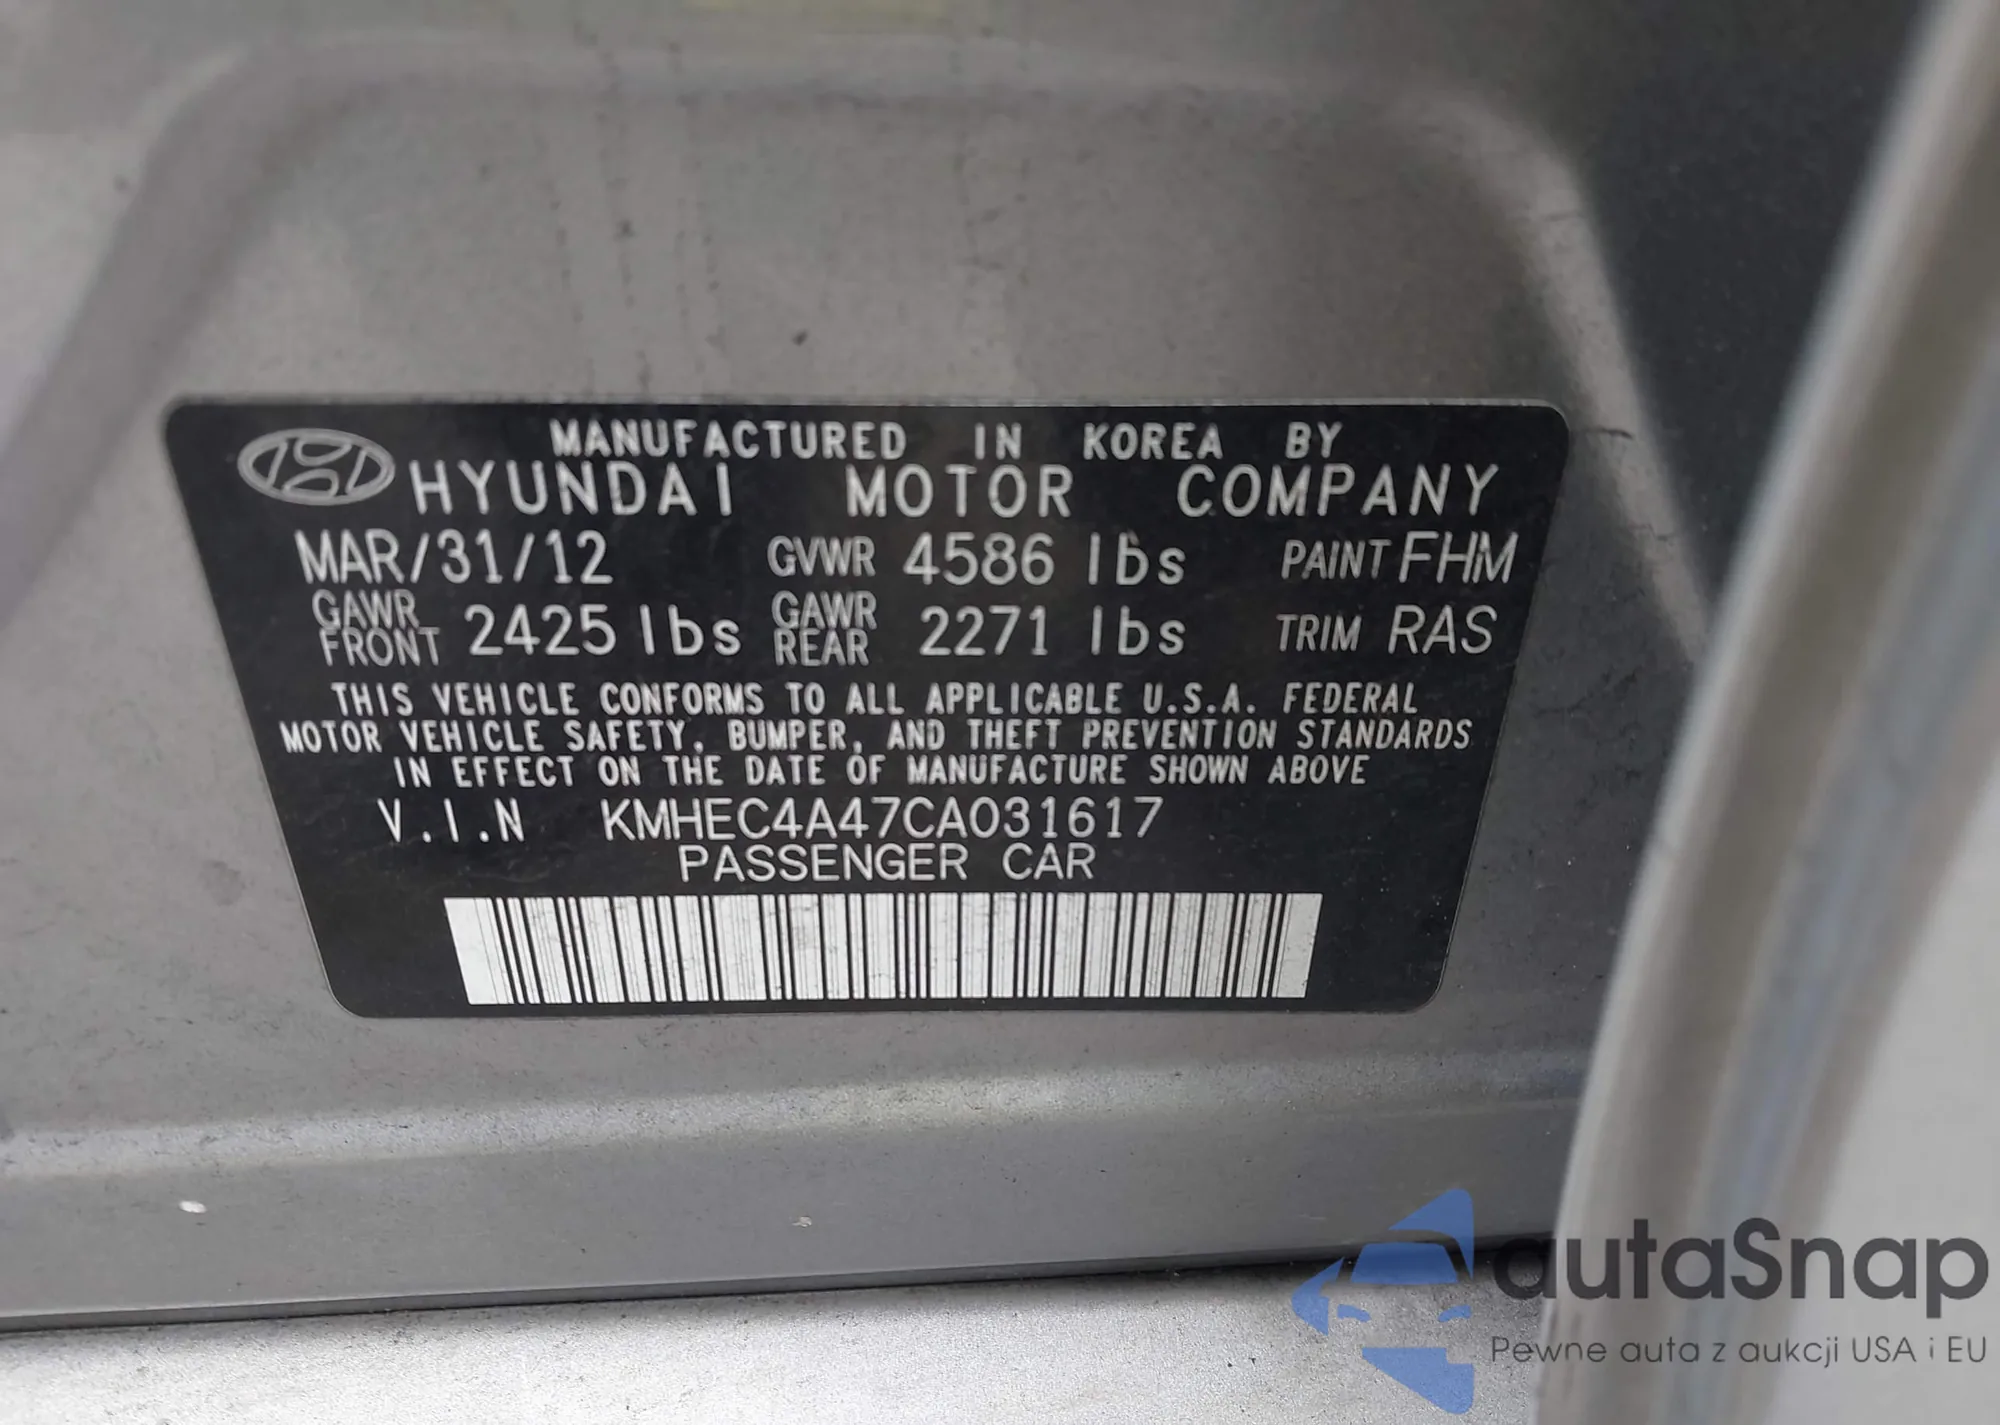 MANUFACTURED IN KOREA BY
HYUNDAI MOTOR COMPANY
MAR/31/12 GVWR 4586 lbs PAINT FHM
GAWR FRONT 2425 lbs GAWR REAR 2271 lbs TRIM RAS
THIS VEHICLE CONFORMS TO ALL APPLICABLE U.S.A. FEDERAL
MOTOR VEHICLE SAFETY, BUMPER, AND THEFT PREVENTION STANDARDS
IN EFFECT ON THE DATE OF MANUFACTURE SHOWN ABOVE
V.I.N KMHEC4A47CA031617
PASSENGER CAR
autaSnap
Pewne auta z aukcji USA i EU